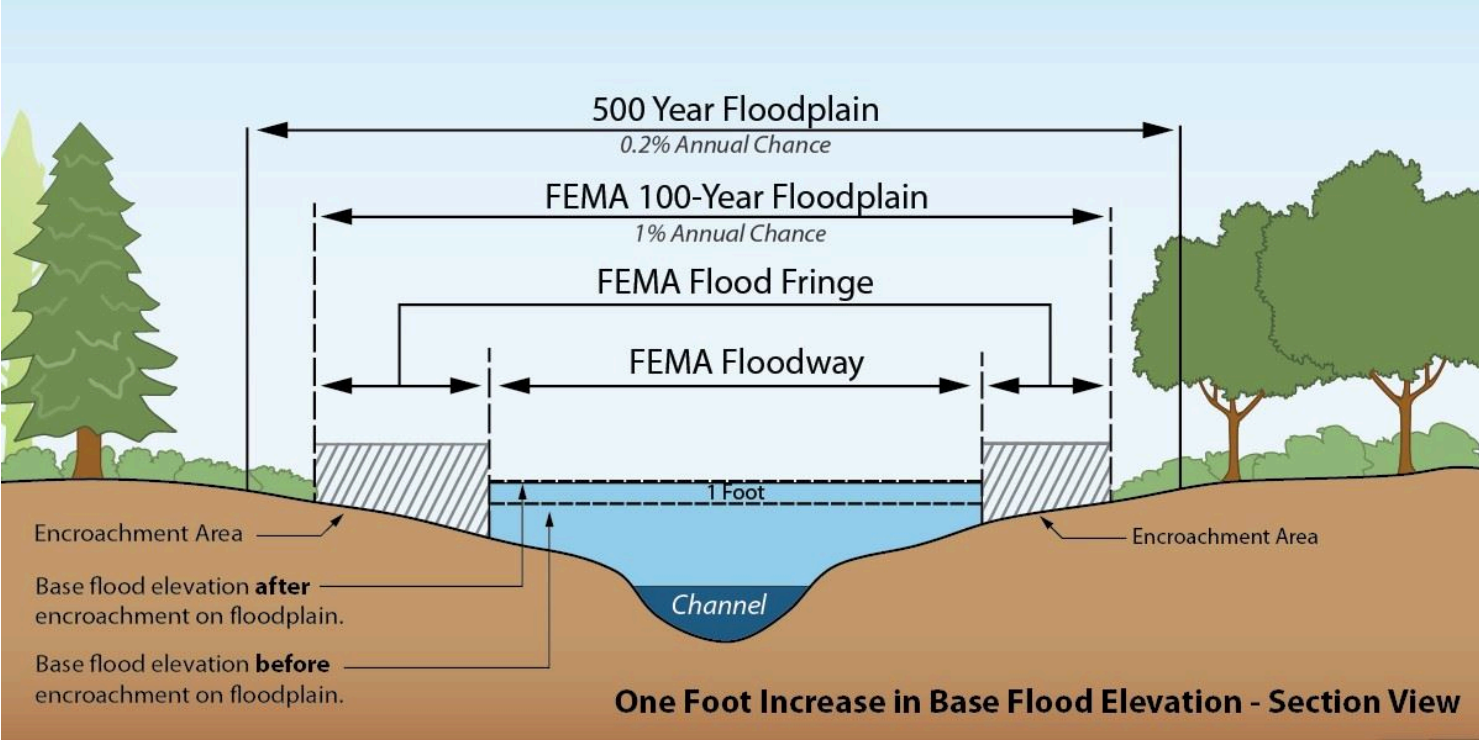 500 Year Floodplain
0.2% Annual Chance
FEMA 100-Year Floodplain
1% Annual Chance
FEMA Flood Fringe
FEMA Floodway
1 Foot
Encroachment Area
Encroachment Area
Base flood elevation after
encroachment on floodplain.
Channel
Base flood elevation before
encroachment on floodplain.
One Foot Increase in Base Flood Elevation - Section View